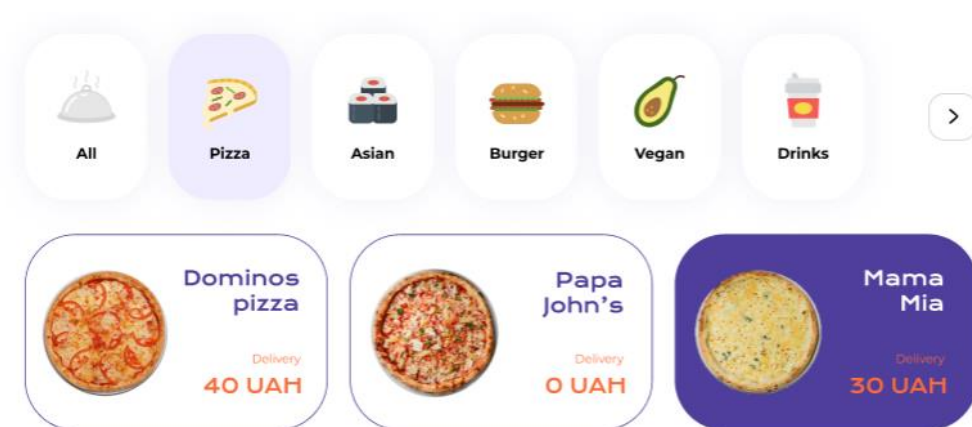 All
Pizza
Asian
Burger
Vegan
Drinks
Dominos
pizza
Delivery
40 UAH
Papa
John's
Delivery
0 UAH
Mama
Mia
Delivery
30 UAH